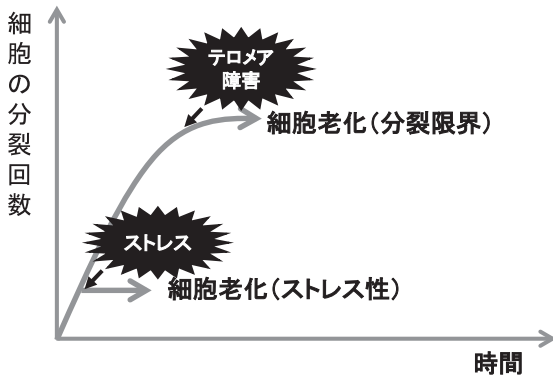 細胞の分裂回数
テロメア
障害
細胞老化（分裂限界）
ストレス
細胞老化（ストレス性）
時間